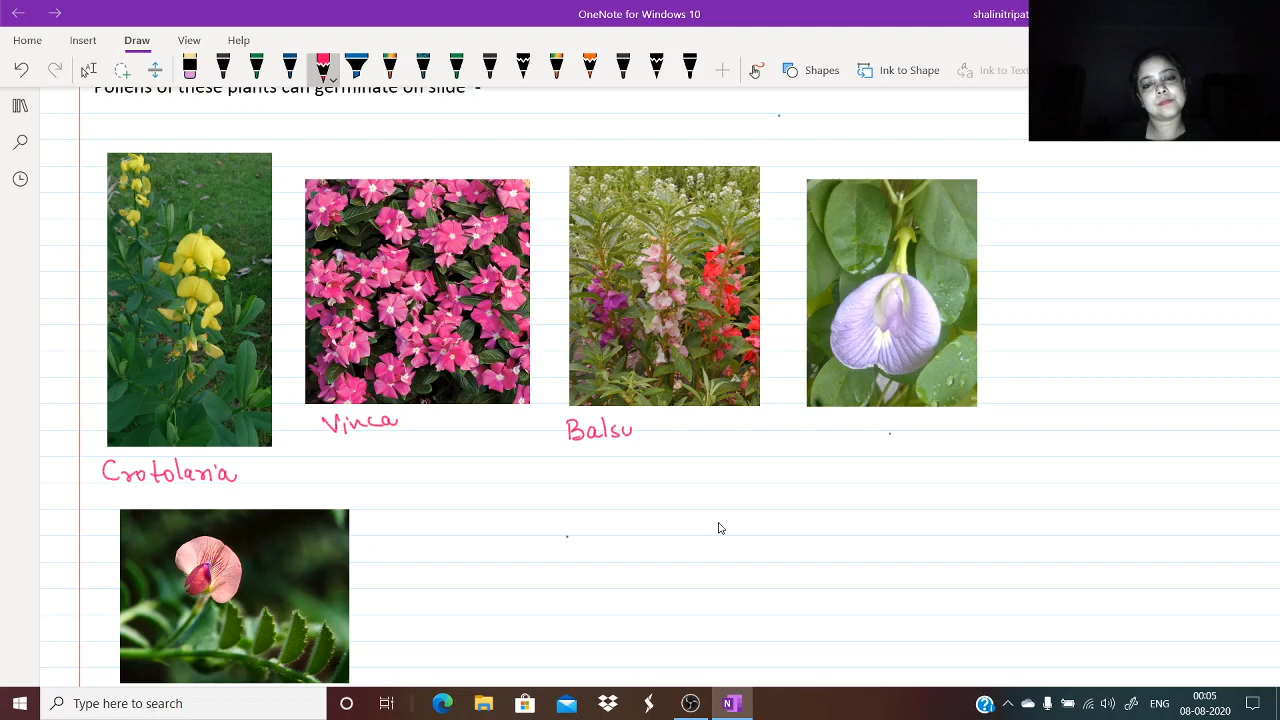 OneNote for Windows 10
shalinitripat
Home Insert Draw View Help
Shapes Ink to Shape Ink to Text
Pollens of these plants can germinate on slide -
Vinca
Balsu
Crotolaria
Type here to search
00:05
08-08-2020